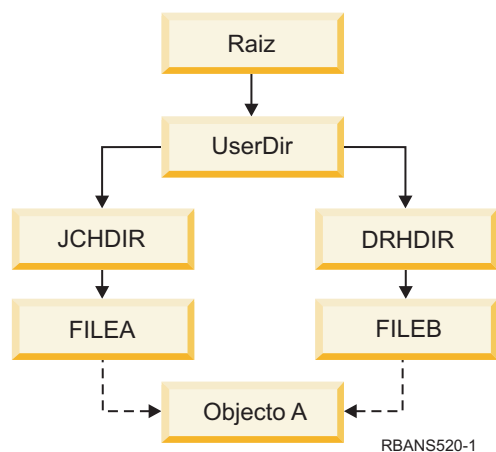 Raiz
UserDir
JCHDIR
DRHDIR
FILEA
FILEB
Objecto A
RBANS520-1